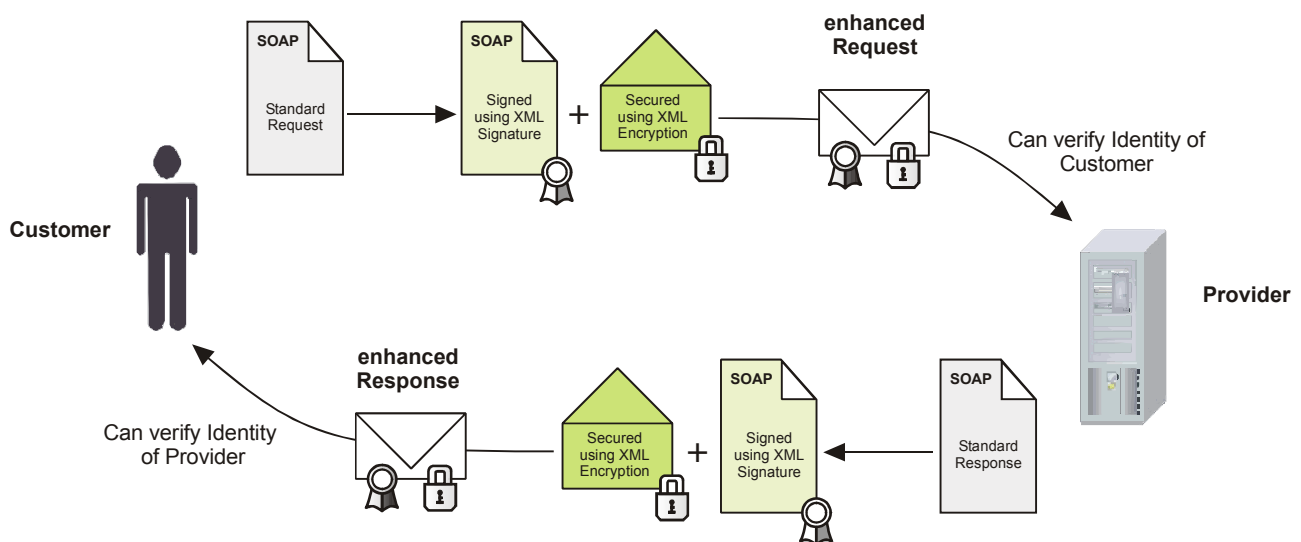 SOAP
Standard
Request
SOAP
Signed
using XML
Signature
+
Secured
using XML
Encryption
enhanced
Request
Can verify Identity of
Customer
Customer
Provider
enhanced
Response
Can verify Identity
of Provider
Secured
using XML
Encryption
+
SOAP
Signed
using XML
Signature
SOAP
Standard
Response